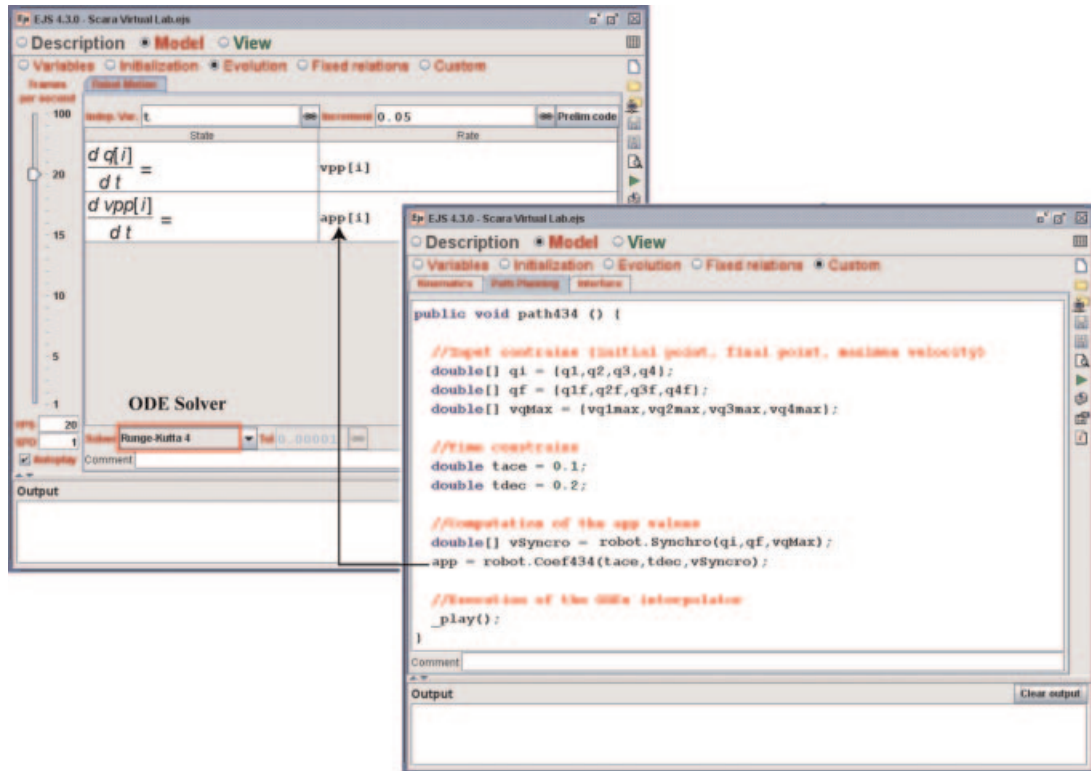 EJS 4.3.0 - Scara Virtual Lab.ejs
Description Model View
Variables Initialization Evolution Fixed relations Custom
Frames
per second
Robot Motion
Indep. Var. t Increment 0.05 Prelim code
State Rate
d q[i]
d t
=
vpp[i]
d vpp[i]
d t
=
app[i]
100
20
15
10
5
1
ODE Solver
FPS 20
SPD 1
Solver Runge-Kutta 4 Tol 0.00001
Autoplay Comment
Output
EJS 4.3.0 - Scara Virtual Lab.ejs
Description Model View
Variables Initialization Evolution Fixed relations Custom
Kinematics Path Planning Interface
public void path434 () {
//Input contrains (initial point, final point, maximum velocity)
double[] qi = {q1,q2,q3,q4};
double[] qf = {q1f,q2f,q3f,q4f};
double[] vqMax = {vq1max,vq2max,vq3max,vq4max};
//Time constrains
double tace = 0.1;
double tdec = 0.2;
//Computation of the app values
double[] vSyncro = robot.Synchro(qi,qf,vqMax);
app = robot.Coef434(tace,tdec,vSyncro);
//Execution of the ODEs interpolator
_play();
}
Comment
Output Clear output